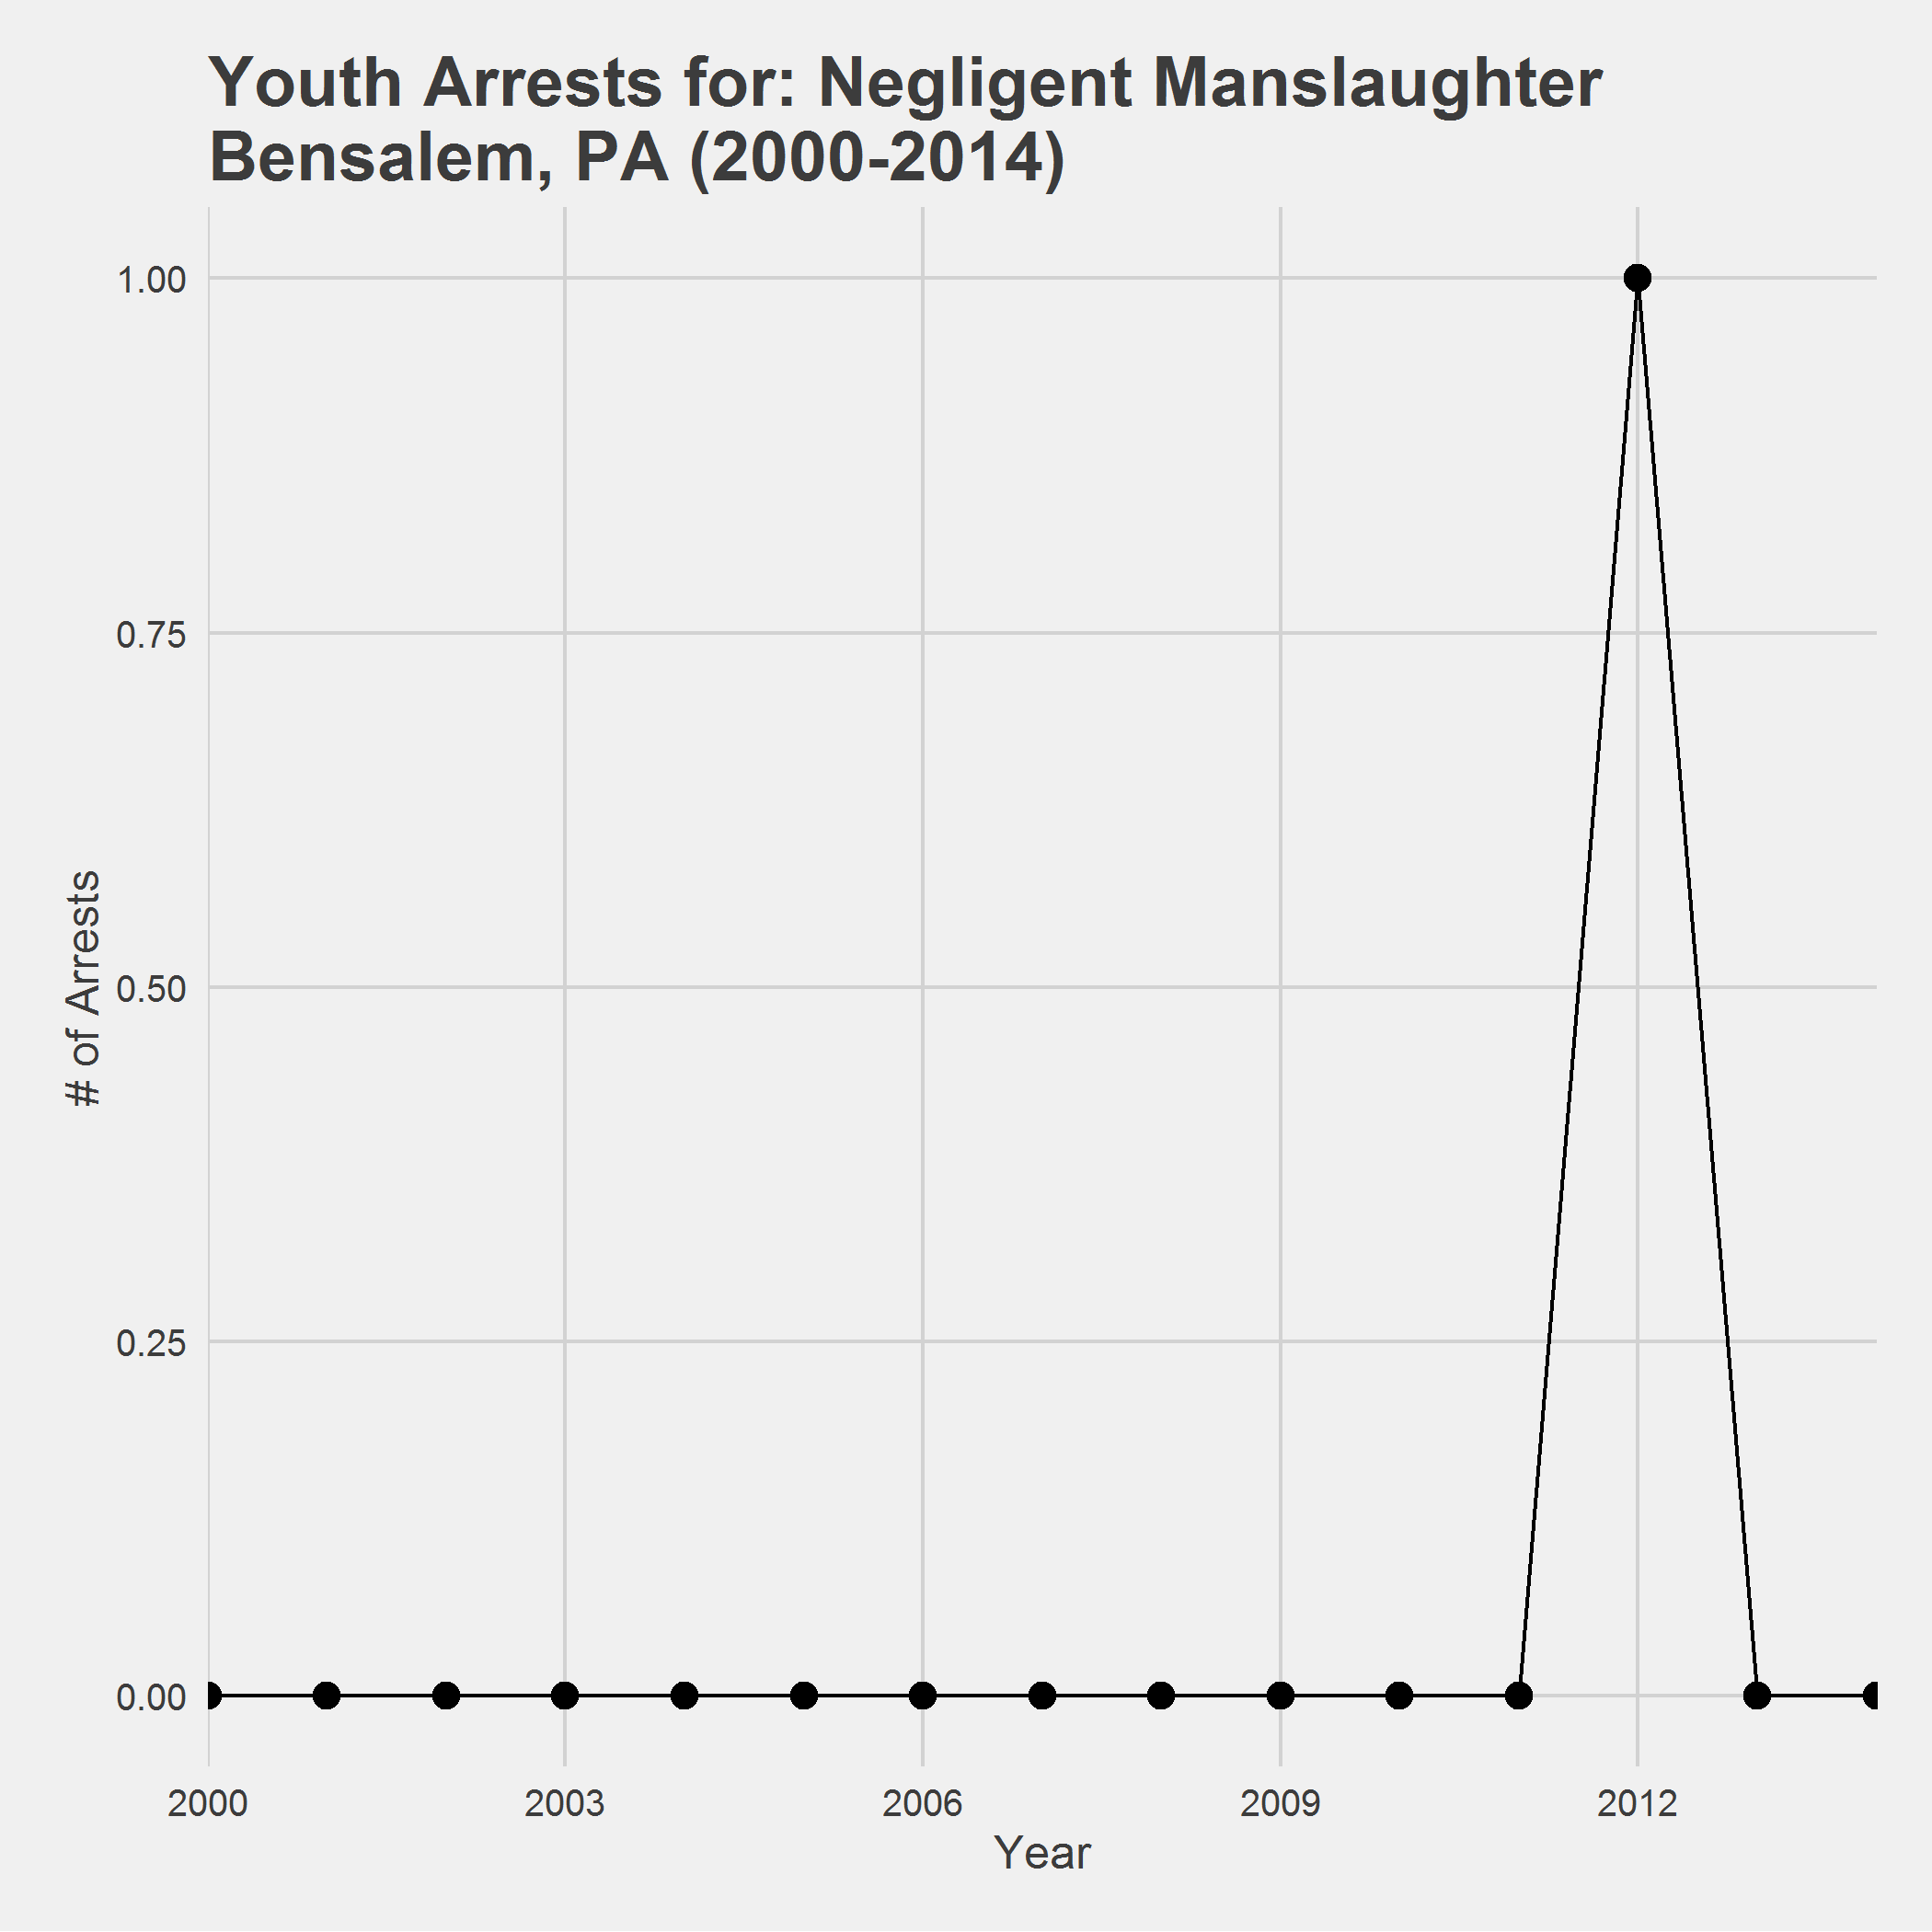 Youth Arrests for: Negligent Manslaughter
Bensalem, PA (2000-2014)
1.00
0.75
0.50
0.25
0.00
# of Arrests
2000 2003 2006 2009 2012
Year